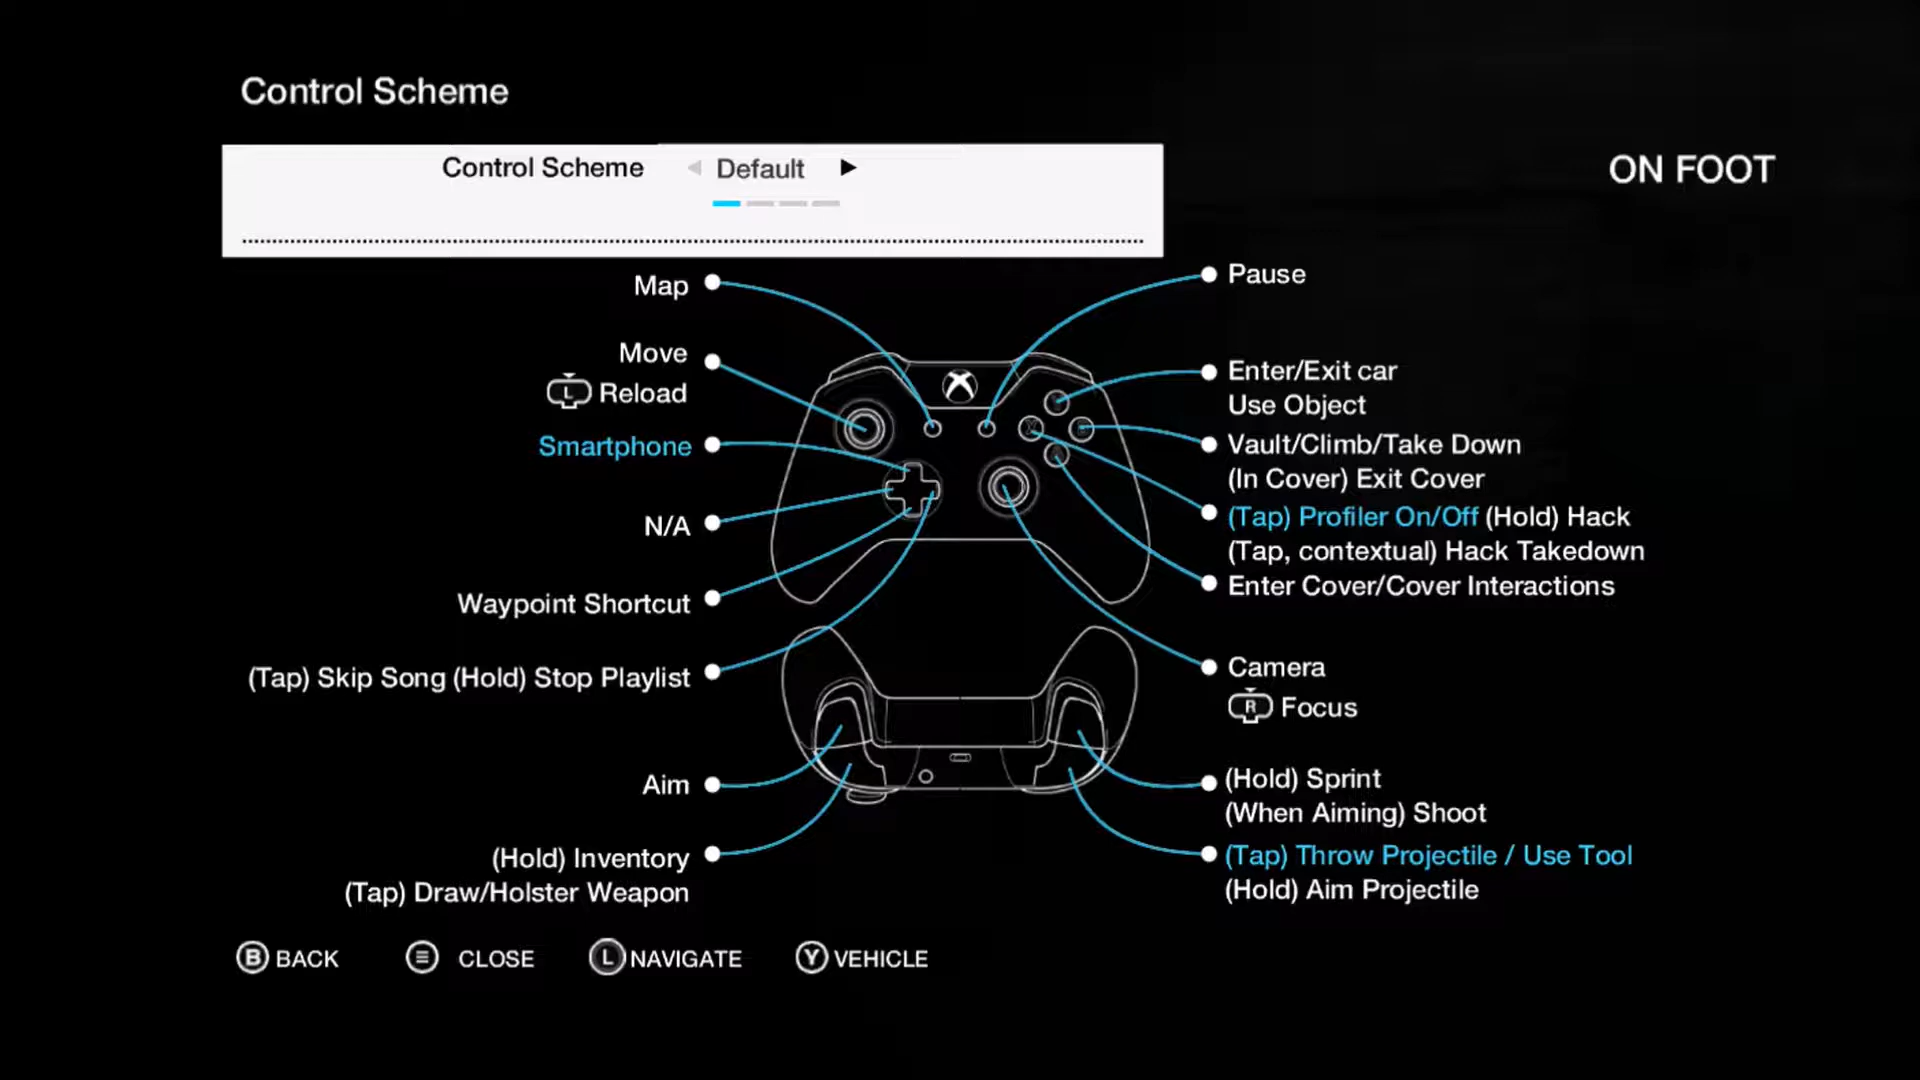 Control Scheme
Control Scheme Default
ON FOOT
Map
Move
L Reload
Smartphone
N/A
Waypoint Shortcut
(Tap) Skip Song (Hold) Stop Playlist
Aim
(Hold) Inventory
(Tap) Draw/Holster Weapon
Pause
Enter/Exit car
Use Object
Vault/Climb/Take Down
(In Cover) Exit Cover
(Tap) Profiler On/Off (Hold) Hack
(Tap, contextual) Hack Takedown
Enter Cover/Cover Interactions
Camera
R Focus
(Hold) Sprint
(When Aiming) Shoot
(Tap) Throw Projectile / Use Tool
(Hold) Aim Projectile
Y
X
B
A
B BACK
CLOSE
L NAVIGATE
Y VEHICLE